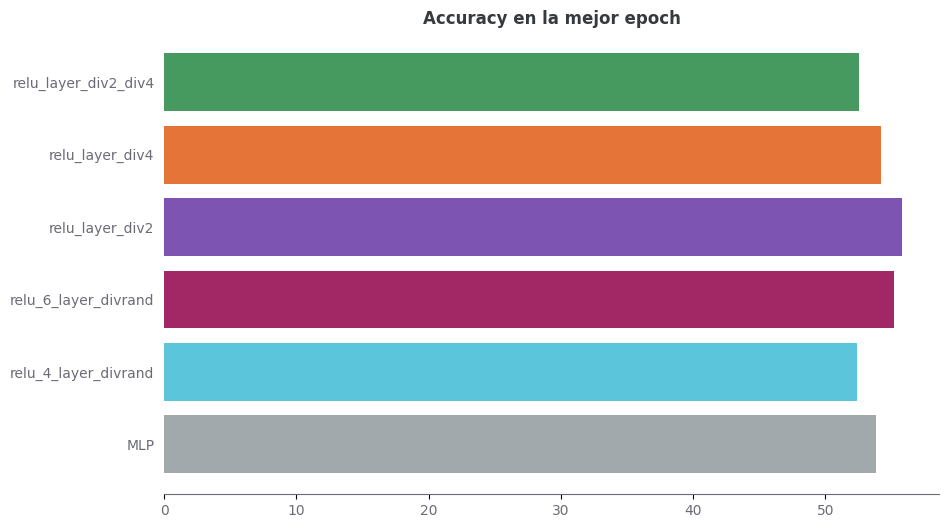 Accuracy en la mejor epoch
relu_layer_div2_div4
relu_layer_div4
relu_layer_div2
relu_6_layer_divrand
relu_4_layer_divrand
MLP
0 10 20 30 40 50